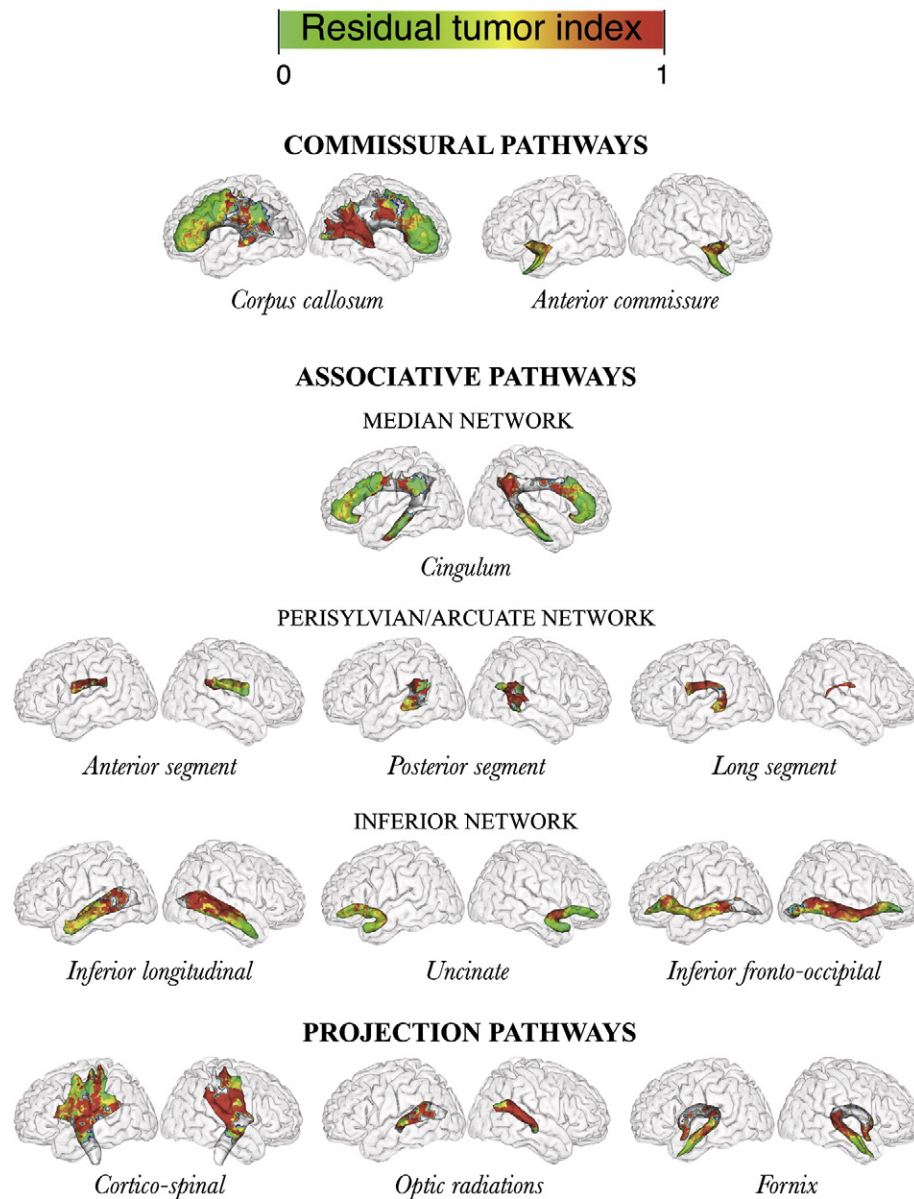 Residual tumor index
0 1
COMMISSURAL PATHWAYS
Corpus callosum Anterior commissure
ASSOCIATIVE PATHWAYS
MEDIAN NETWORK
Cingulum
PERISYLVIAN/ARCUATE NETWORK
Anterior segment Posterior segment Long segment
INFERIOR NETWORK
Inferior longitudinal Uncinate Inferior fronto-occipital
PROJECTION PATHWAYS
Cortico-spinal Optic radiations Fornix